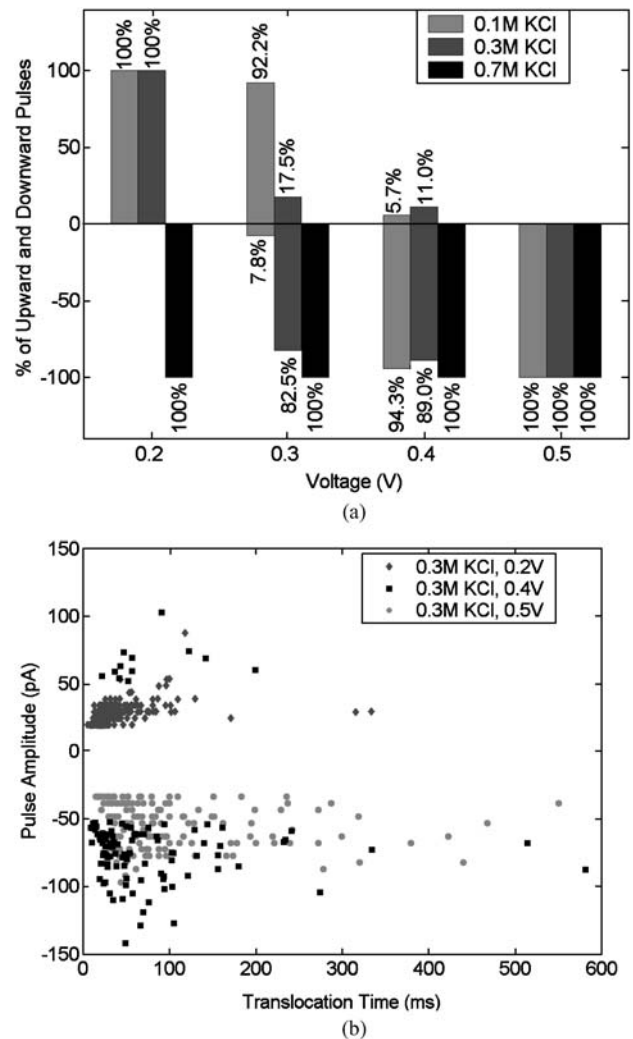 0.1M KCl
0.3M KCl
0.7M KCl
100%
100%
92.2%
17.5%
5.7%
11.0%
100
50
0
-50
-100
% of Upward and Downward Pulses
7.8%
82.5%
100%
100%
94.3%
89.0%
100%
100%
100%
100%
0.2 0.3 0.4 0.5
Voltage (V)
(a)
0.3M KCl, 0.2V
0.3M KCl, 0.4V
0.3M KCl, 0.5V
150
100
50
0
-50
-100
-150
Pulse Amplitude (pA)
0 100 200 300 400 500 600
Translocation Time (ms)
(b)